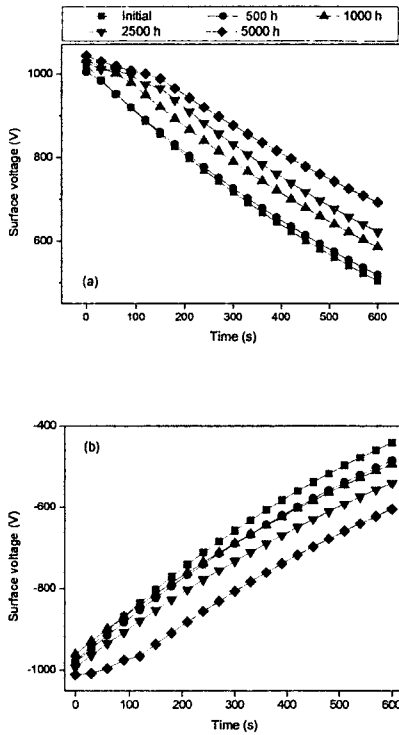 Initial 500 h 1000 h
2500 h 5000 h
1000
800
600
Surface voltage (V)
(a)
0 100 200 300 400 500 600
Time (s)
-400
-600
-800
-1000
Surface voltage (V)
(b)
0 100 200 300 400 500 600
Time (s)